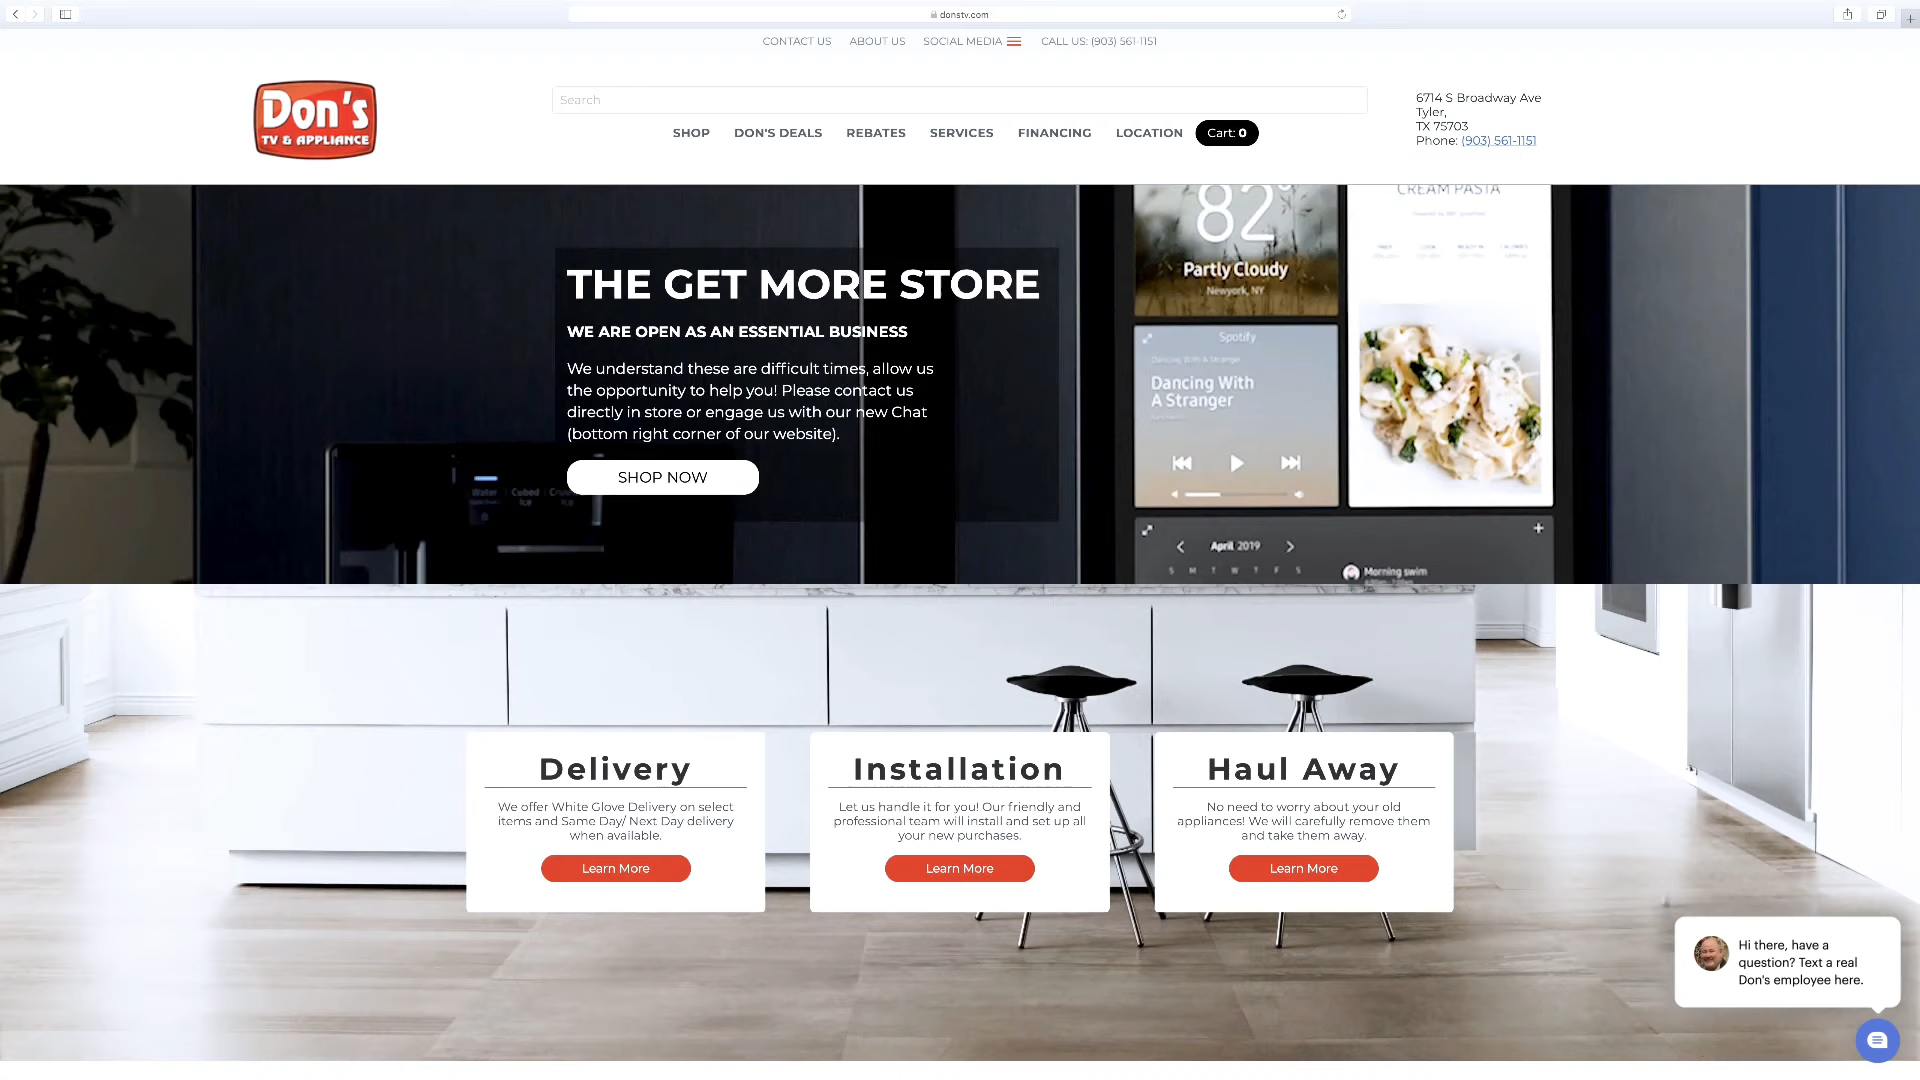 donstv.com
CONTACT US ABOUT US SOCIAL MEDIA CALL US: (903) 561-1151
Don's
TV & APPLIANCE
Search
SHOP DON'S DEALS REBATES SERVICES FINANCING LOCATION Cart: 0
6714 S Broadway Ave
Tyler,
TX 75703
Phone: (903) 561-1151
THE GET MORE STORE
WE ARE OPEN AS AN ESSENTIAL BUSINESS
We understand these are difficult times, allow us
the opportunity to help you! Please contact us
directly in store or engage us with our new Chat
(bottom right corner of our website).
SHOP NOW
Water Cubed
Ice
82°
Partly Cloudy
Newyork, NY
CREAM PASTA
Spotify
Dancing With A Stranger
Dancing With
A Stranger
April 2019
S M T W T F S
Morning swim
Delivery
We offer White Glove Delivery on select
items and Same Day/ Next Day delivery
when available.
Learn More
Installation
Let us handle it for you! Our friendly and
professional team will install and set up all
your new purchases.
Learn More
Haul Away
No need to worry about your old
appliances! We will carefully remove them
and take them away.
Learn More
Hi there, have a
question? Text a real
Don's employee here.